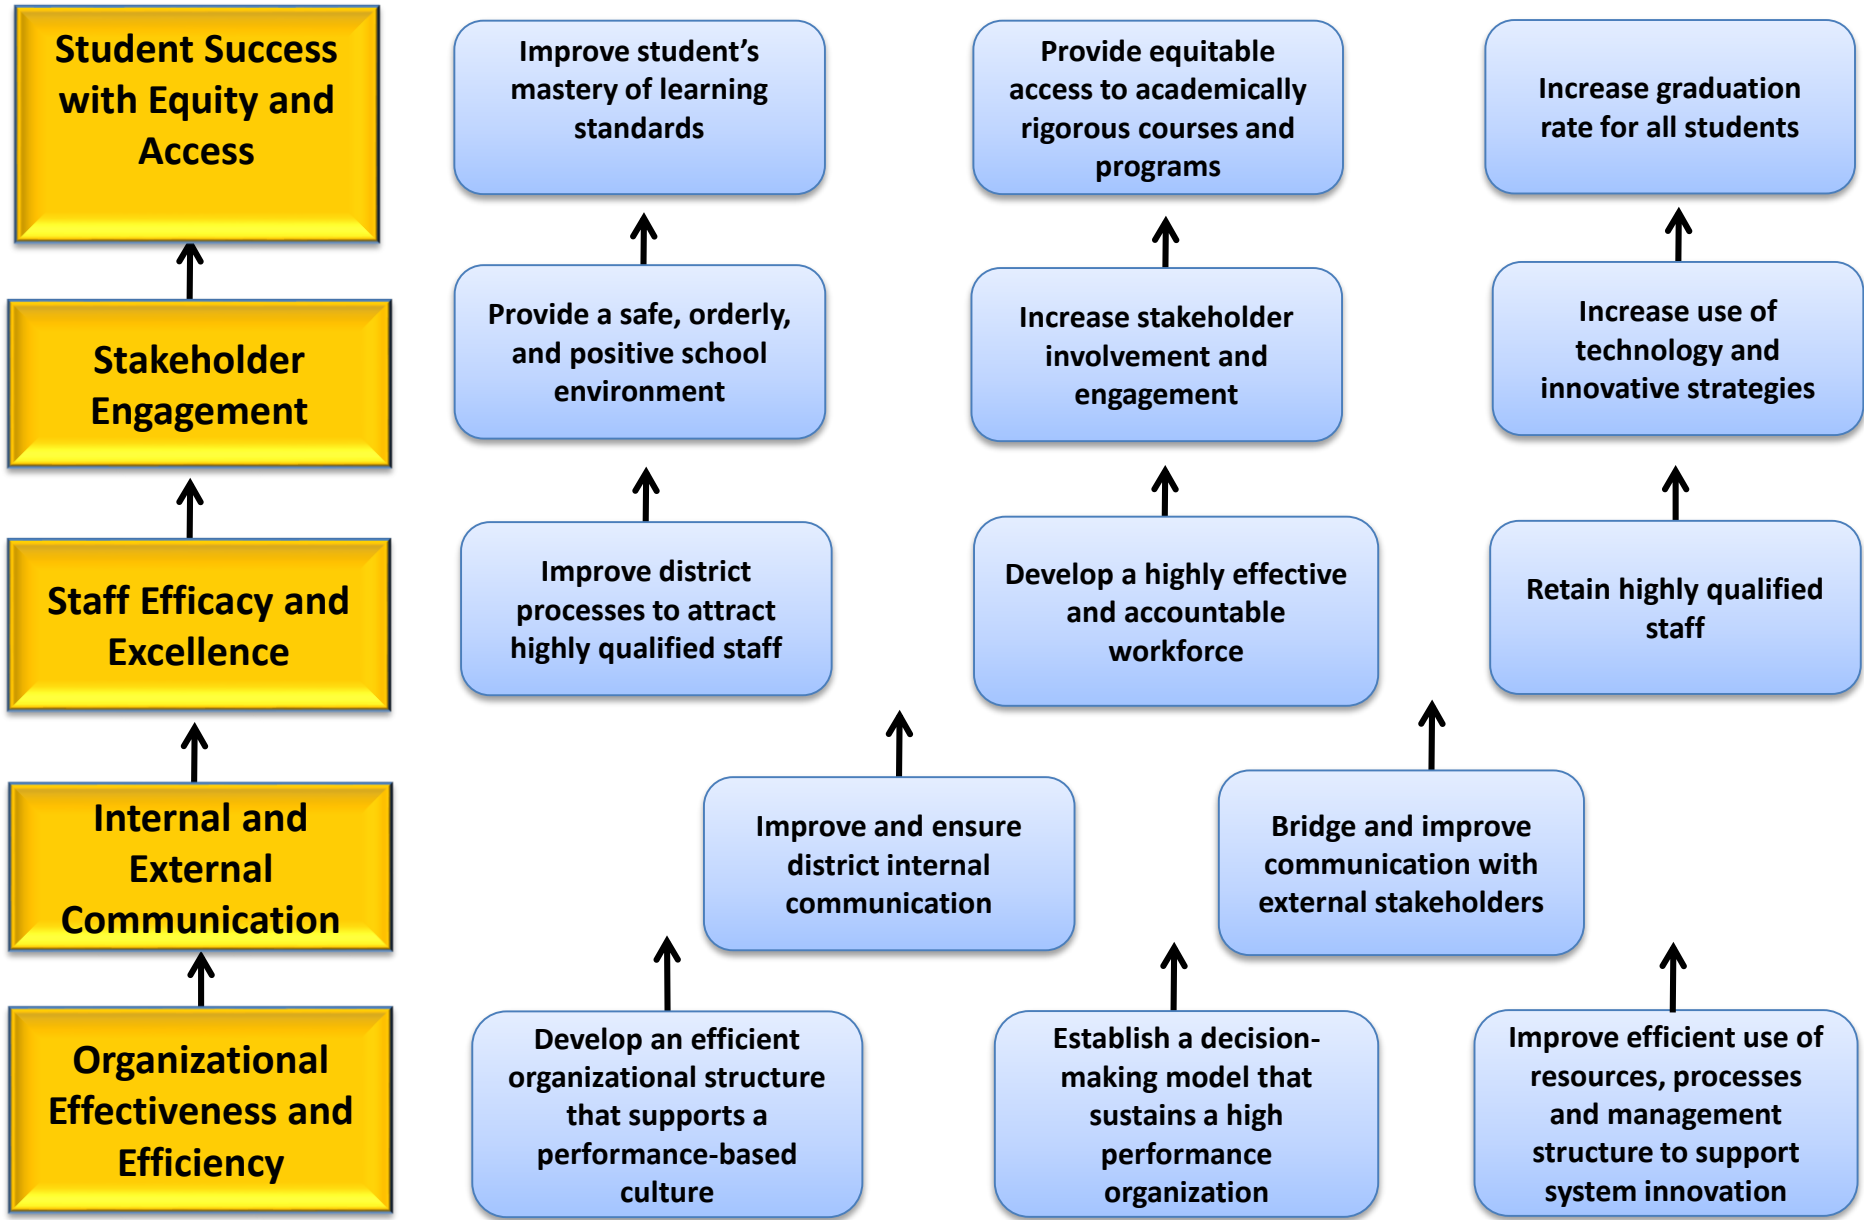 Student Success
with Equity and
Access
Improve student’s
mastery of learning
standards
Provide equitable
access to academically
rigorous courses and
programs
Increase graduation
rate for all students
Stakeholder
Engagement
Provide a safe, orderly,
and positive school
environment
Increase stakeholder
involvement and
engagement
Increase use of
technology and
innovative strategies
Staff Efficacy and
Excellence
Improve district
processes to attract
highly qualified staff
Develop a highly effective
and accountable
workforce
Retain highly qualified
staff
Internal and
External
Communication
Improve and ensure
district internal
communication
Bridge and improve
communication with
external stakeholders
Organizational
Effectiveness and
Efficiency
Develop an efficient
organizational structure
that supports a
performance-based
culture
Establish a decision-
making model that
sustains a high
performance
organization
Improve efficient use of
resources, processes
and management
structure to support
system innovation